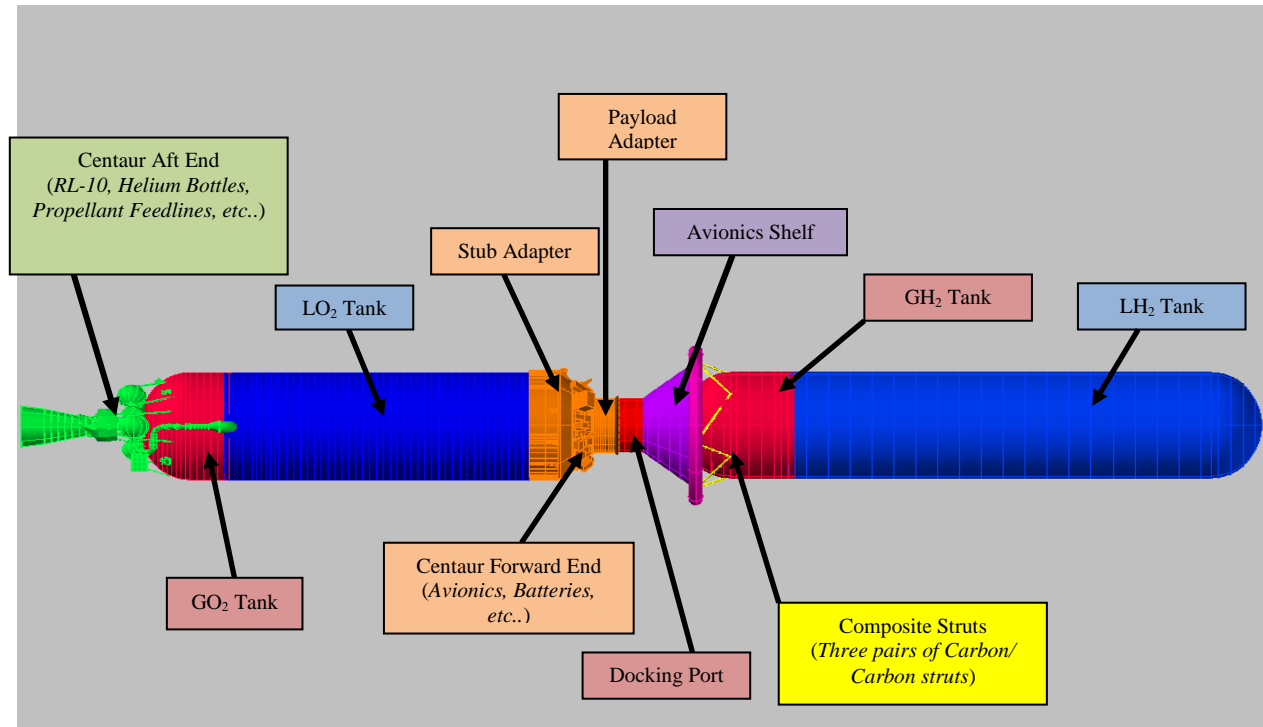 Payload
Adapter
Centaur Aft End
(RL-10, Helium Bottles,
Propellant Feedlines, etc..)
Stub Adapter
Avionics Shelf
LO₂ Tank
GH₂ Tank
LH₂ Tank
GO₂ Tank
Centaur Forward End
(Avionics, Batteries,
etc..)
Docking Port
Composite Struts
(Three pairs of Carbon/
Carbon struts)